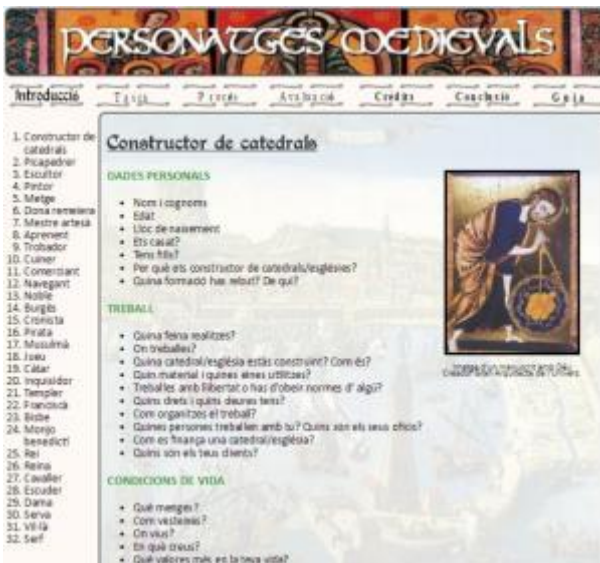 PERSONATGES MEDIEVALS
Introducció
Tasca
Procés
Avaluació
Crèdits
Conclusió
Guia
1. Constructor de
catedrals
2. Picapedrer
3. Escultor
4. Pintor
5. Metge
6. Dona remeiera
7. Mestre artesà
8. Aprenent
9. Trobador
10. Cuiner
11. Comerciant
12. Navegant
13. Noble
14. Burgès
15. Cronista
16. Pirata
17. Musulmà
18. Jueu
19. Càtar
20. Inquisidor
21. Templer
22. Franciscà
23. Bisbe
24. Monjo
benedictí
25. Rei
26. Reina
27. Cavaller
28. Escuder
29. Dama
30. Serva
31. Vil·là
32. Serf
Constructor de catedrals
DADES PERSONALS
• Nom i cognoms
• Edat
• Lloc de naixement
• Ets casat?
• Tens fills?
• Per què ets constructor de catedrals/esglésies?
• Quina formació has rebut? De qui?
TREBALL
• Quina feina realitzes?
• On treballes?
• Quina catedral/església estàs construint? Com és?
• Quin material i quines eines utilitzes?
• Treballes amb llibertat o has d'obeir normes d' algú?
• Quins drets i quins deures tens?
• Com organitzes el treball?
• Quines persones treballen amb tu? Quins són els seus oficis?
• Com es finança una catedral/església?
• Quins són els teus clients?
CONDICIONS DE VIDA
• Què menges?
• Com vesteixes?
• On vius?
• En què creus?
• Què valores més en la teva vida?